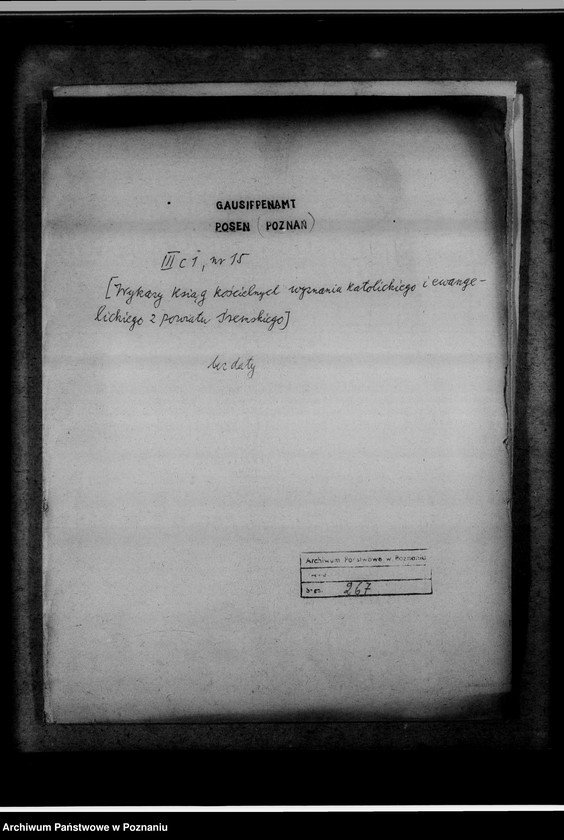 GAUSIPPENAMT
POSEN (POZNAŃ)
III C 1, nr 15
[Wykazy ksiąg kościelnych wyznania katolickiego i ewange-
lickiego z powiatu śremskiego]
bez daty
Archiwum Państwowe w Poznaniu
267
Archiwum Państwowe w Poznaniu